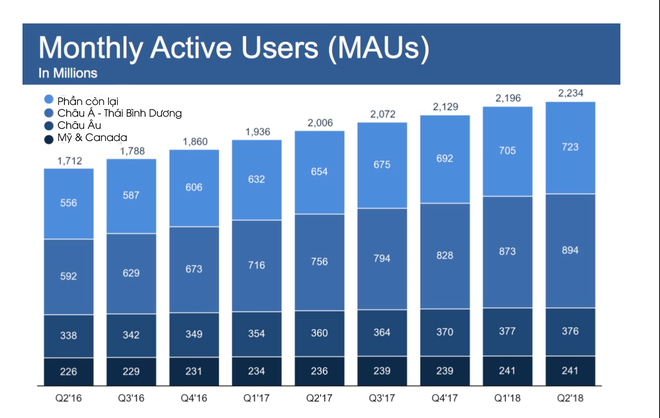 Monthly Active Users (MAUs)
In Millions
Phần còn lại
Châu Á - Thái Bình Dương
Châu Âu
Mỹ & Canada
1,712 1,788 1,860 1,936 2,006 2,072 2,129 2,196 2,234
556 587 606 632 654 675 692 705 723
592 629 673 716 756 794 828 873 894
338 342 349 354 360 364 370 377 376
226 229 231 234 236 239 239 241 241
Q2'16 Q3'16 Q4'16 Q1'17 Q2'17 Q3'17 Q4'17 Q1'18 Q2'18